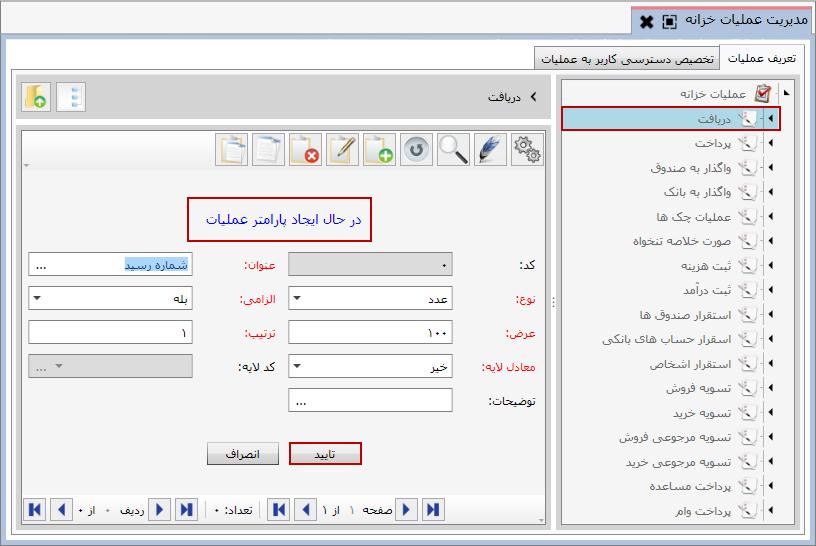 مدیریت عملیات خزانه
تعریف عملیات
تخصیص دسترسی کاربر به عملیات
عملیات خزانه
دریافت
پرداخت
واگذار به صندوق
واگذار به بانک
عملیات چک ها
صورت خلاصه تنخواه
ثبت هزینه
ثبت درآمد
استقرار صندوق ها
اسقرار حساب های بانکی
استقرار اشخاص
تسویه فروش
تسویه خرید
تسویه مرجوعی فروش
تسویه مرجوعی خرید
پرداخت مساعده
پرداخت وام
دریافت
در حال ایجاد پارامتر عملیات
کد: ۰ عنوان: شماره رسید ...
نوع: عدد الزامی: بله
عرض: ۱۰۰ ترتیب: ۱
معادل لایه: خیر کد لایه: ...
توضیحات: ...
تایید انصراف
صفحه ۱ از ۱ تعداد: ۰ ردیف ۰ از ۰